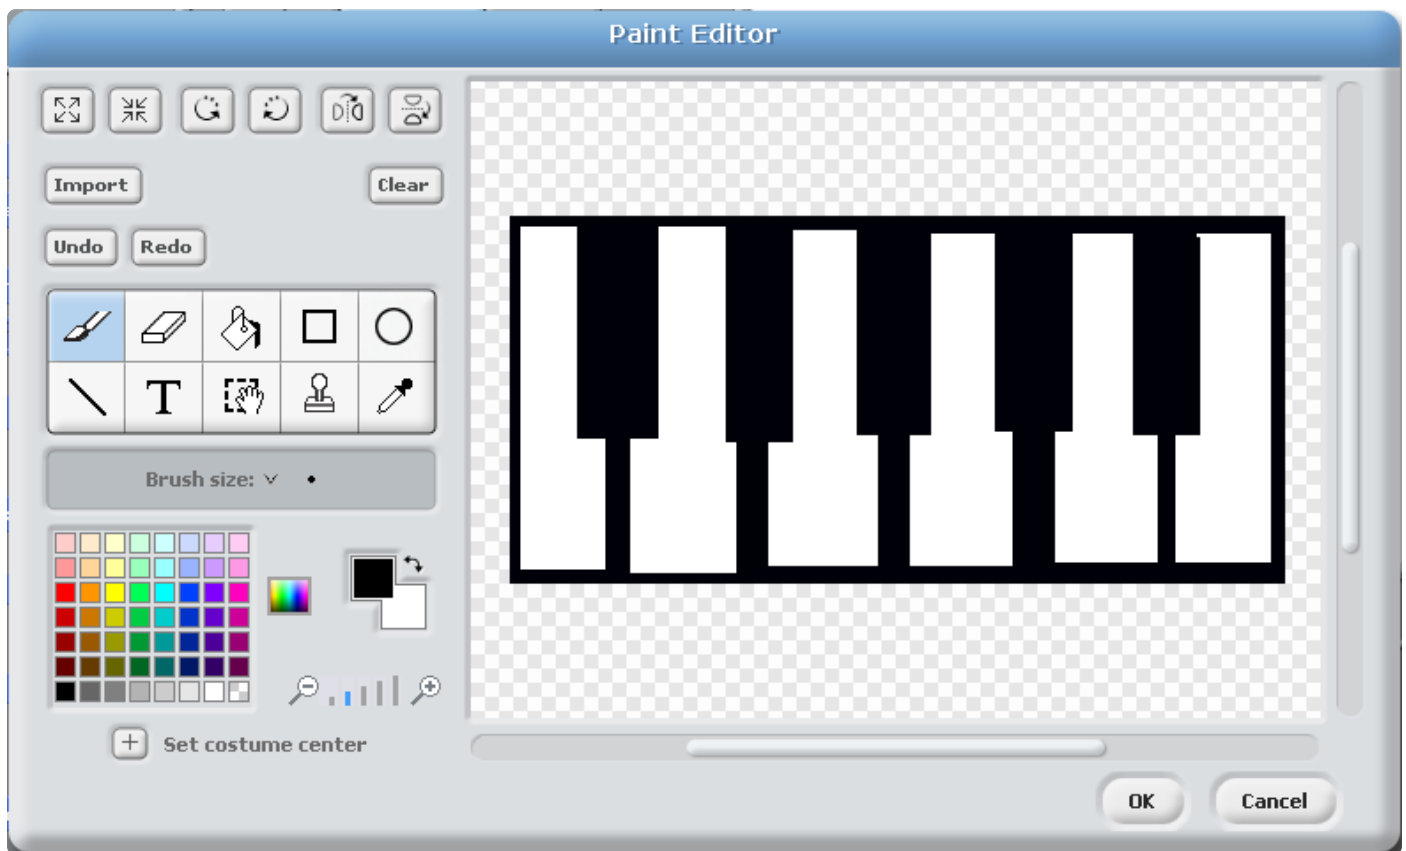 Paint Editor
Import
Clear
Undo
Redo
T
Brush size:
Set costume center
OK
Cancel